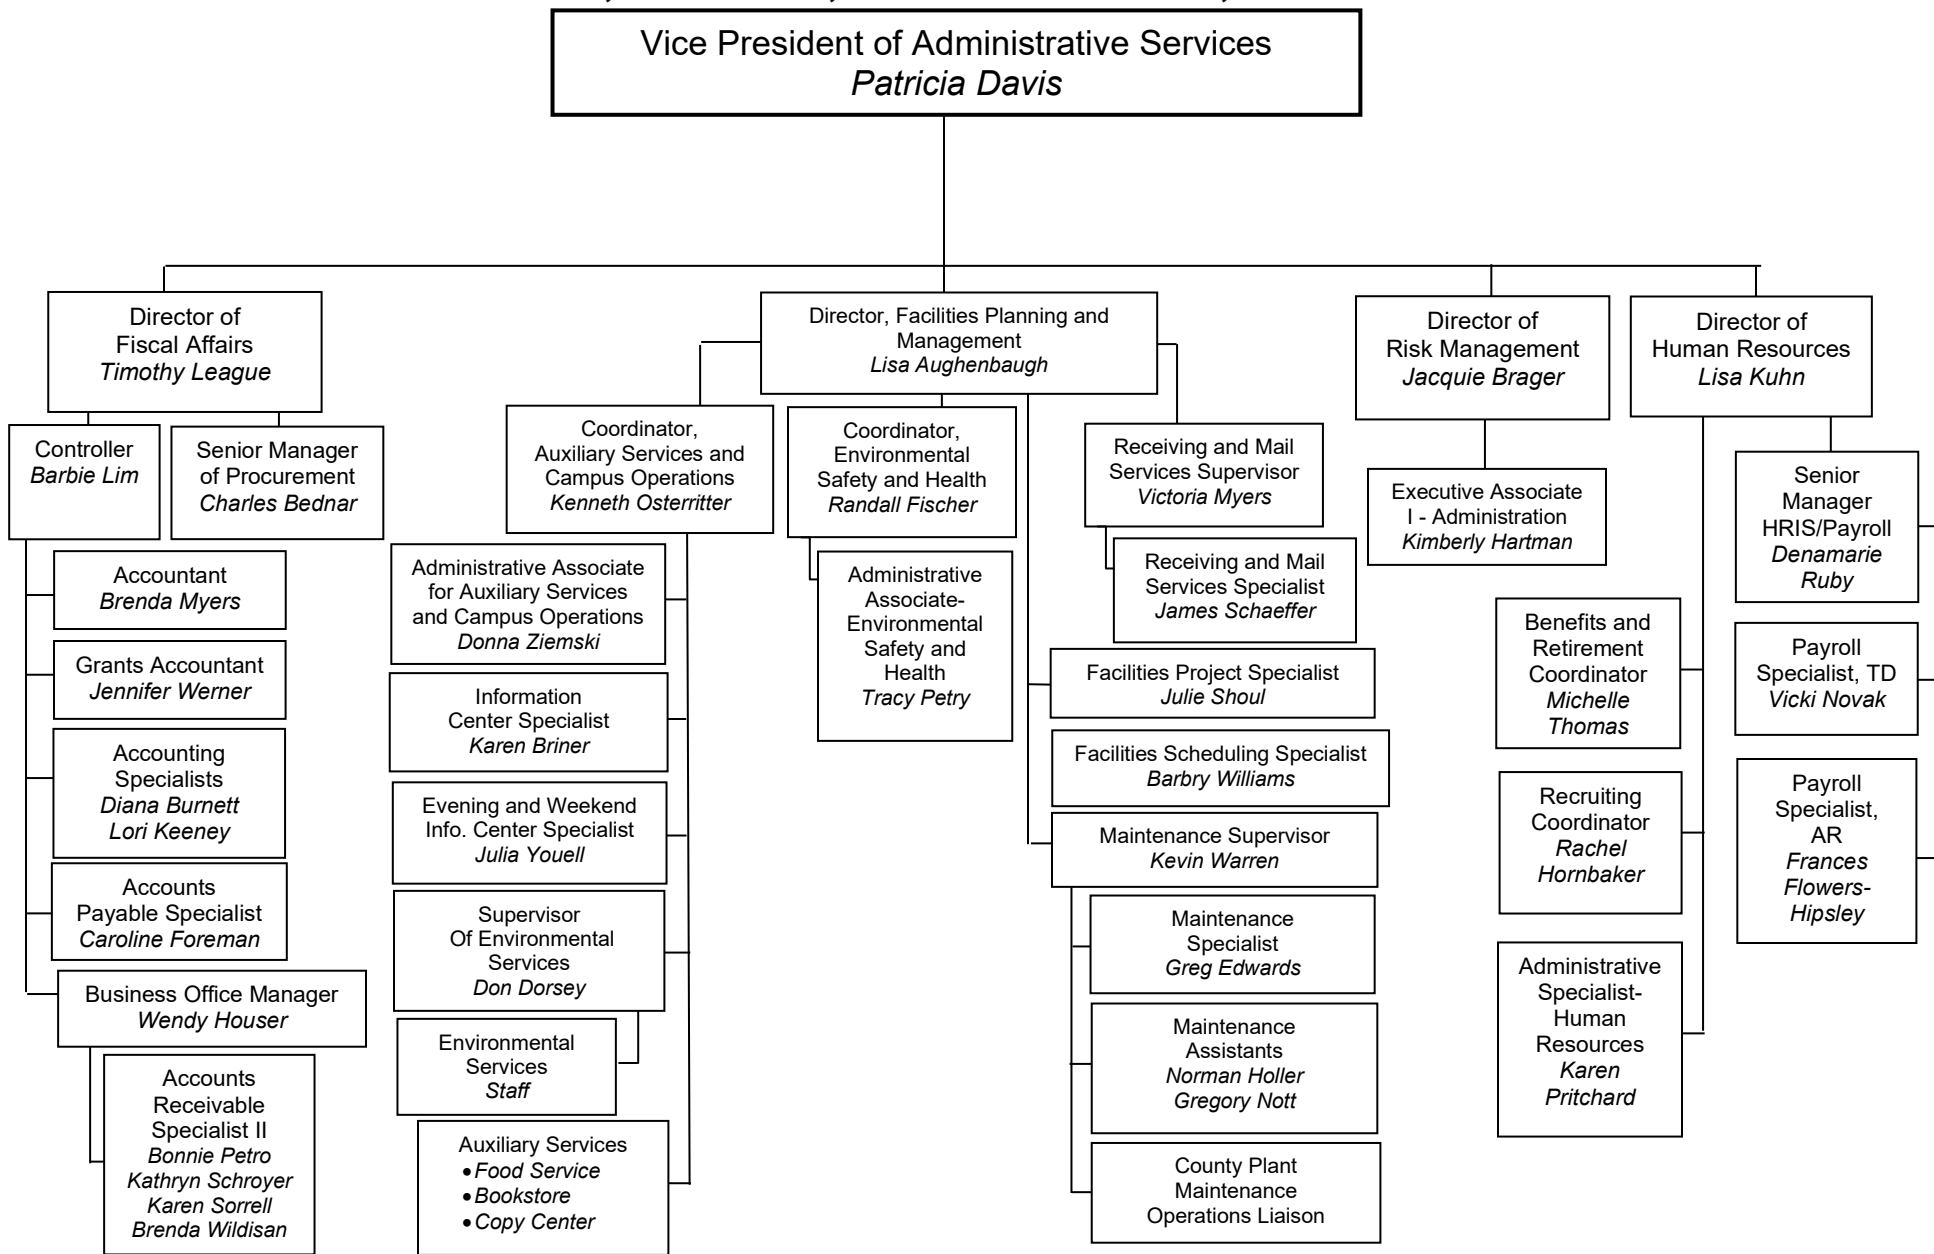 Vice President of Administrative Services
Patricia Davis
Director of
Fiscal Affairs
Timothy League
Controller
Barbie Lim
Senior Manager
of Procurement
Charles Bednar
Accountant
Brenda Myers
Grants Accountant
Jennifer Werner
Accounting
Specialists
Diana Burnett
Lori Keeney
Accounts
Payable Specialist
Caroline Foreman
Business Office Manager
Wendy Houser
Accounts
Receivable
Specialist II
Bonnie Petro
Kathryn Schroyer
Karen Sorrell
Brenda Wildisan
Director, Facilities Planning and
Management
Lisa Aughenbaugh
Coordinator,
Auxiliary Services and
Campus Operations
Kenneth Osterritter
Administrative Associate
for Auxiliary Services
and Campus Operations
Donna Ziemski
Information
Center Specialist
Karen Briner
Evening and Weekend
Info. Center Specialist
Julia Youell
Supervisor
Of Environmental
Services
Don Dorsey
Environmental
Services
Staff
Auxiliary Services
• Food Service
• Bookstore
• Copy Center
Coordinator,
Environmental
Safety and Health
Randall Fischer
Administrative
Associate-
Environmental
Safety and
Health
Tracy Petry
Receiving and Mail
Services Supervisor
Victoria Myers
Receiving and Mail
Services Specialist
James Schaeffer
Facilities Project Specialist
Julie Shoul
Facilities Scheduling Specialist
Barbry Williams
Maintenance Supervisor
Kevin Warren
Maintenance
Specialist
Greg Edwards
Maintenance
Assistants
Norman Holler
Gregory Nott
County Plant
Maintenance
Operations Liaison
Director of
Risk Management
Jacquie Brager
Executive Associate
I - Administration
Kimberly Hartman
Director of
Human Resources
Lisa Kuhn
Benefits and
Retirement
Coordinator
Michelle
Thomas
Recruiting
Coordinator
Rachel
Hornbaker
Administrative
Specialist-
Human
Resources
Karen
Pritchard
Senior
Manager
HRIS/Payroll
Denamarie
Ruby
Payroll
Specialist, TD
Vicki Novak
Payroll
Specialist,
AR
Frances
Flowers-
Hipsley